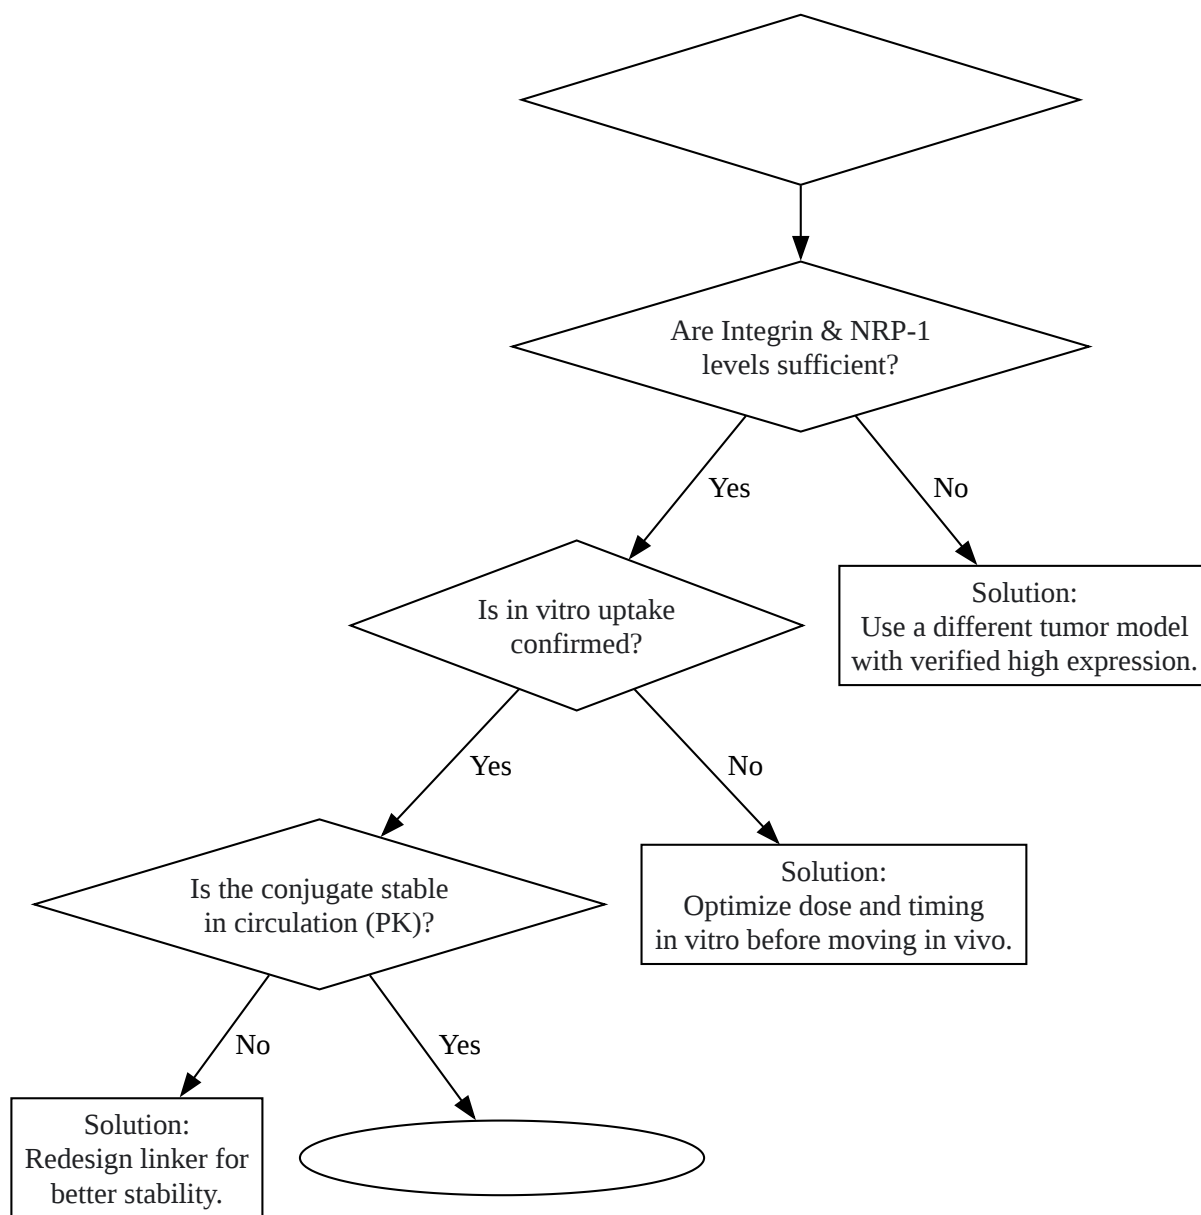 Are Integrin & NRP-1
levels sufficient?
Yes
No
Is in vitro uptake
confirmed?
Solution:
Use a different tumor model
with verified high expression.
Yes
No
Is the conjugate stable
in circulation (PK)?
Solution:
Optimize dose and timing
in vitro before moving in vivo.
No
Yes
Solution:
Redesign linker for
better stability.